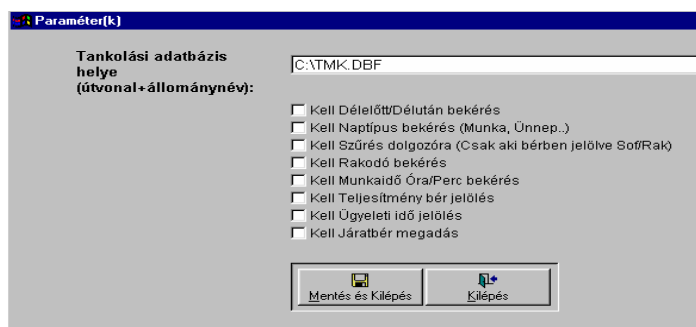 Paraméter(k)
Tankolási adatbázis
helye
(útvonal+állománynév):
C:\TMK.DBF
Kell Délelőtt/Délután bekérés
Kell Naptípus bekérés (Munka, Ünnep..)
Kell Szűrés dolgozóra (Csak aki bérben jelölve Sof/Rak)
Kell Rakodó bekérés
Kell Munkaidő Óra/Perc bekérés
Kell Teljesítmény bér jelölés
Kell Ügyeleti idő jelölés
Kell Járatbér megadás
Mentés és Kilépés
Kilépés